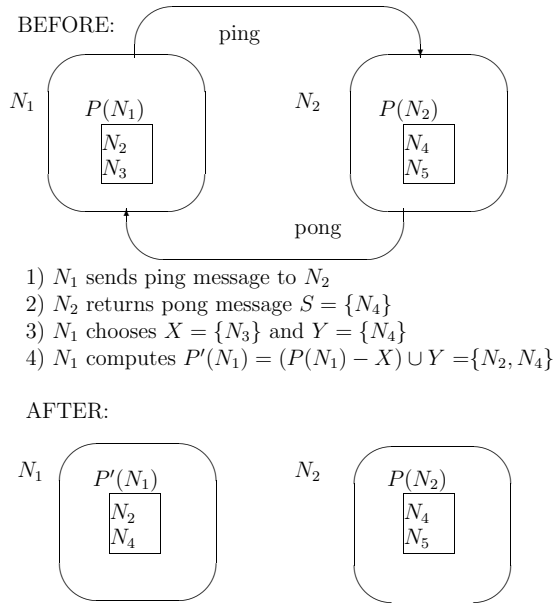 BEFORE:
ping
N₁
P(N₁)
N₂
N₃
N₂
P(N₂)
N₄
N₅
pong
1) N₁ sends ping message to N₂
2) N₂ returns pong message S = {N₄}
3) N₁ chooses X = {N₃} and Y = {N₄}
4) N₁ computes P′(N₁) = (P(N₁) − X) ∪ Y ={N₂, N₄}
AFTER:
N₁
P′(N₁)
N₂
N₄
N₂
P(N₂)
N₄
N₅